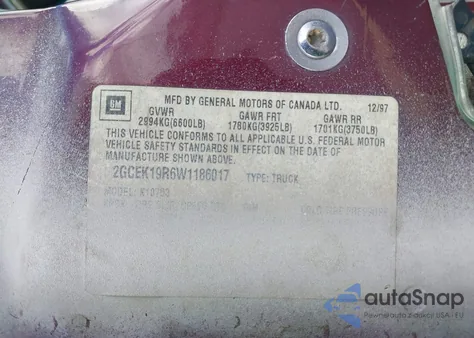 GM
MFD BY GENERAL MOTORS OF CANADA LTD. 12/97
GVWR GAWR FRT GAWR RR
2994KG(6600LB) 1780KG(3925LB) 1701KG(3750LB)
THIS VEHICLE CONFORMS TO ALL APPLICABLE U.S. FEDERAL MOTOR
VEHICLE SAFETY STANDARDS IN EFFECT ON THE DATE OF
MANUFACTURE SHOWN ABOVE.
2GCEK19R6W1186017 TYPE: TRUCK
MODEL: K10753
autoSnap